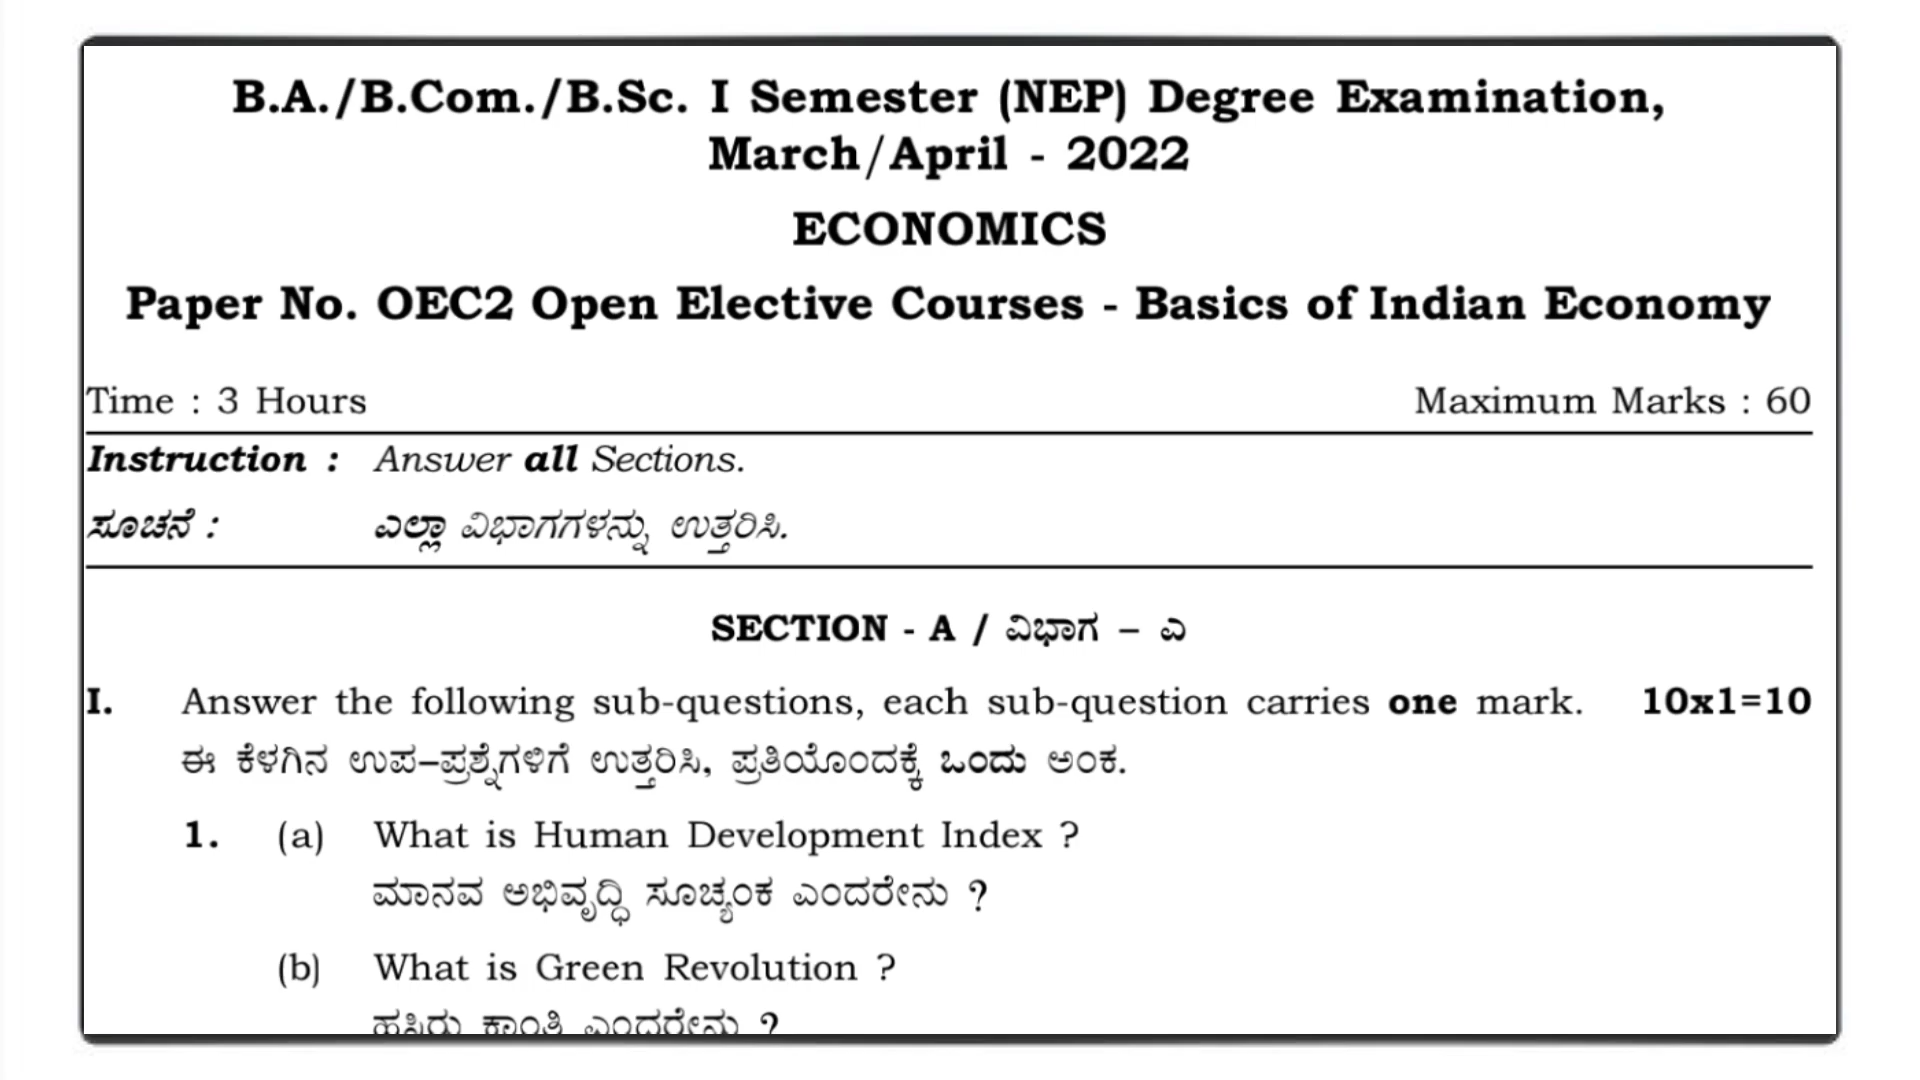 B.A./B.Com./B.Sc. I Semester (NEP) Degree Examination,
March/April - 2022
ECONOMICS
Paper No. OEC2 Open Elective Courses - Basics of Indian Economy
Time : 3 Hours Maximum Marks : 60
Instruction : Answer all Sections.
ಸೂಚನೆ : ಎಲ್ಲಾ ವಿಭಾಗಗಳನ್ನು ಉತ್ತರಿಸಿ.
SECTION - A / ವಿಭಾಗ – ಎ
I. Answer the following sub-questions, each sub-question carries one mark. 10x1=10
ಈ ಕೆಳಗಿನ ಉಪ–ಪ್ರಶ್ನೆಗಳಿಗೆ ಉತ್ತರಿಸಿ, ಪ್ರತಿಯೊಂದಕ್ಕೆ ಒಂದು ಅಂಕ.
1. (a) What is Human Development Index ?
ಮಾನವ ಅಭಿವೃದ್ಧಿ ಸೂಚ್ಯಂಕ ಎಂದರೇನು ?
(b) What is Green Revolution ?
ಹಸಿರು ಕ್ರಾಂತಿ ಎಂದರೇನು ?